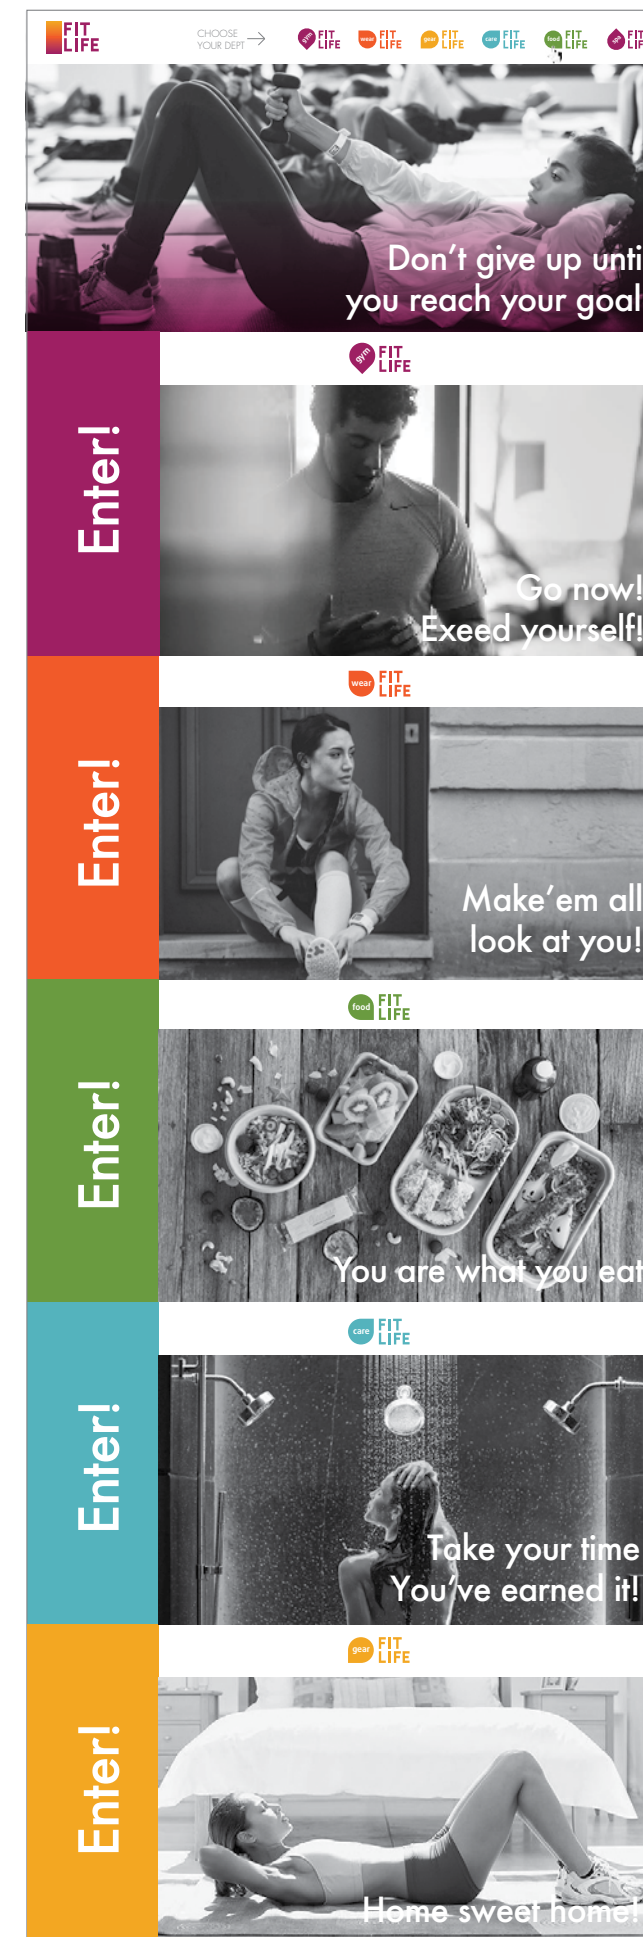 FIT
LIFE
CHOOSE
YOUR DEPT
gym FIT
LIFE
wear FIT
LIFE
gear FIT
LIFE
care FIT
LIFE
food FIT
LIFE
spa FIT
LIF
Don't give up unti
you reach your goal
gym FIT
LIFE
Enter!
Go now!
Exeed yourself!
wear FIT
LIFE
Enter!
Make'em all
look at you!
food FIT
LIFE
Enter!
You are what you eat
care FIT
LIFE
Enter!
Take your time
You've earned it!
gear FIT
LIFE
Enter!
Home sweet home!